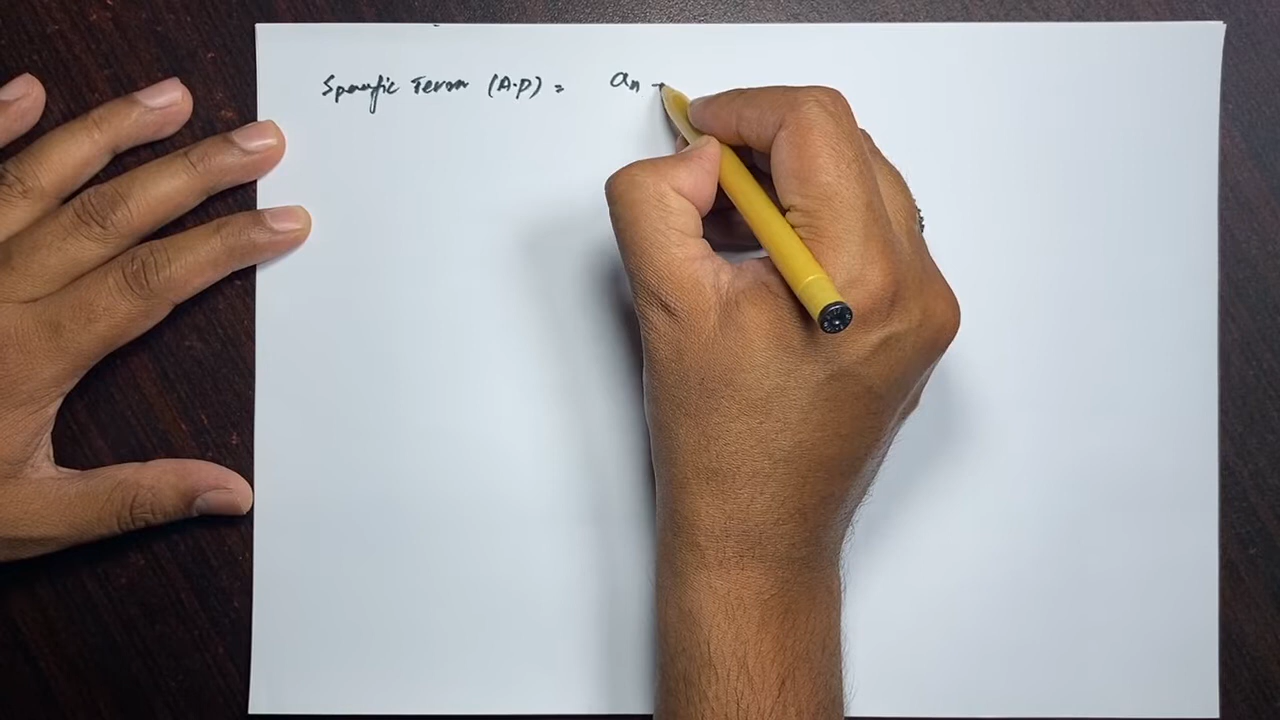 Specific Term (A.P) = an -